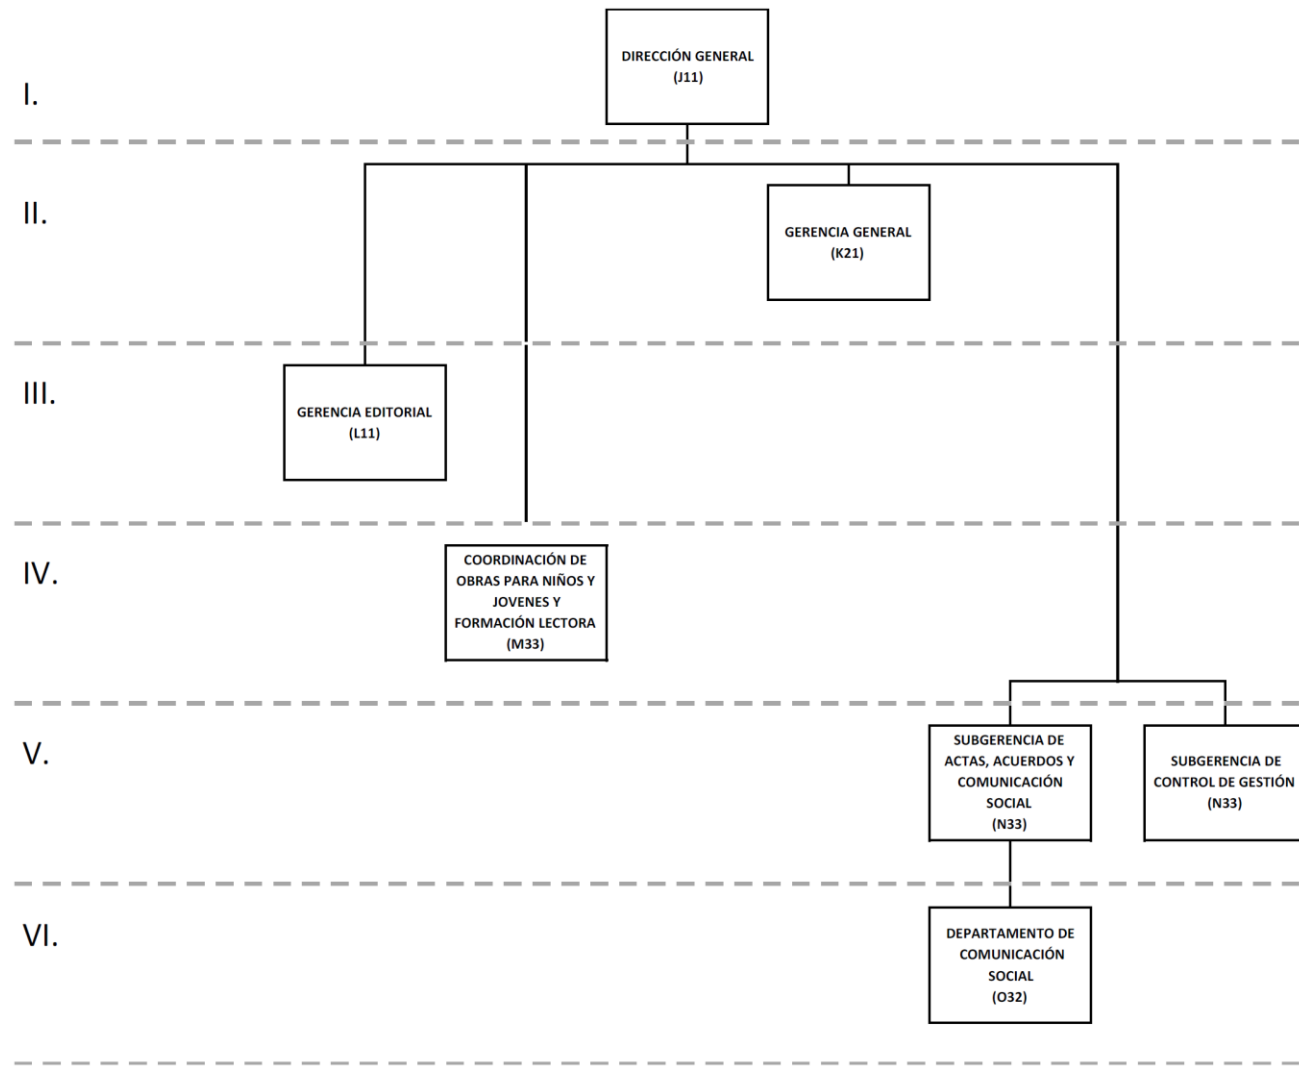 DIRECCIÓN GENERAL
(J11)
I.
II.
GERENCIA GENERAL
(K21)
III.
GERENCIA EDITORIAL
(L11)
IV.
COORDINACIÓN DE
OBRAS PARA NIÑOS Y
JOVENES Y
FORMACIÓN LECTORA
(M33)
V.
SUBGERENCIA DE
ACTAS, ACUERDOS Y
COMUNICACIÓN
SOCIAL
(N33)
SUBGERENCIA DE
CONTROL DE GESTIÓN
(N33)
VI.
DEPARTAMENTO DE
COMUNICACIÓN
SOCIAL
(O32)